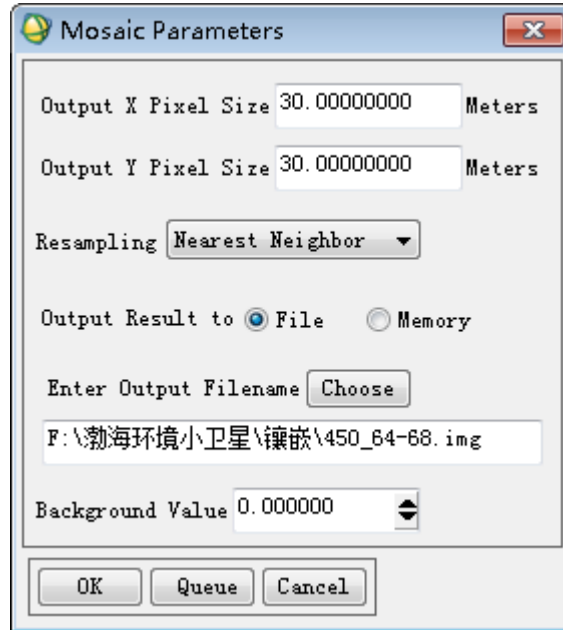 Mosaic Parameters
Output X Pixel Size 30.00000000 Meters
Output Y Pixel Size 30.00000000 Meters
Resampling Nearest Neighbor
Output Result to File Memory
Enter Output Filename Choose
F:\渤海环境小卫星\镶嵌\450_64-68.img
Background Value 0.000000
OK Queue Cancel